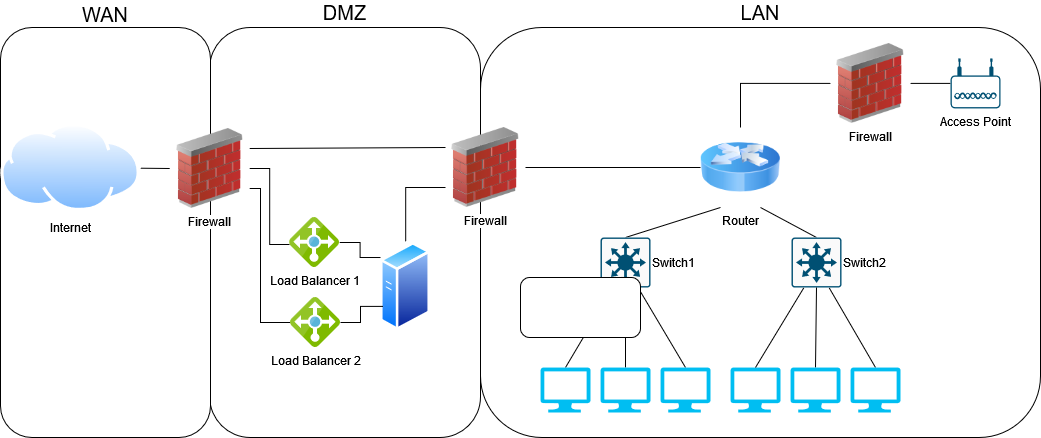 WAN
DMZ
LAN
Firewall
Access Point
Internet
Firewall
Firewall
Router
Load Balancer 1
Switch1
Switch2
Load Balancer 2